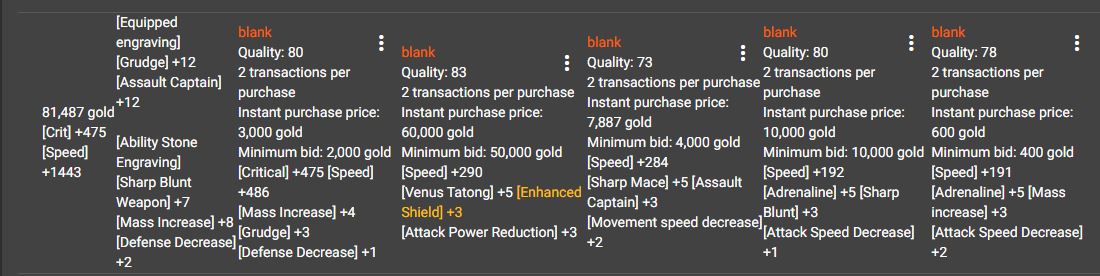 81,487 gold
[Crit] +475
[Speed]
+1443
[Equipped
engraving]
[Grudge] +12
[Assault Captain]
+12
[Ability Stone
Engraving]
[Sharp Blunt
Weapon] +7
[Mass Increase] +8
[Defense Decrease]
+2
blank
Quality: 80
2 transactions per
purchase
Instant purchase price:
3,000 gold
Minimum bid: 2,000 gold
[Critical] +475 [Speed]
+486
[Mass Increase] +4
[Grudge] +3
[Defense Decrease] +1
blank
Quality: 83
2 transactions per purchase
Instant purchase price:
60,000 gold
Minimum bid: 50,000 gold
[Speed] +290
[Venus Tatong] +5 [Enhanced
Shield] +3
[Attack Power Reduction] +3
blank
Quality: 73
2 transactions per purchase
Instant purchase price:
7,887 gold
Minimum bid: 4,000 gold
[Speed] +284
[Sharp Mace] +5 [Assault
Captain] +3
[Movement speed decrease]
+2
blank
Quality: 80
2 transactions per
purchase
Instant purchase price:
10,000 gold
Minimum bid: 10,000 gold
[Speed] +192
[Adrenaline] +5 [Sharp
Blunt] +3
[Attack Speed Decrease]
+1
blank
Quality: 78
2 transactions per
purchase
Instant purchase price:
600 gold
Minimum bid: 400 gold
[Speed] +191
[Adrenaline] +5 [Mass
increase] +3
[Attack Speed Decrease]
+2